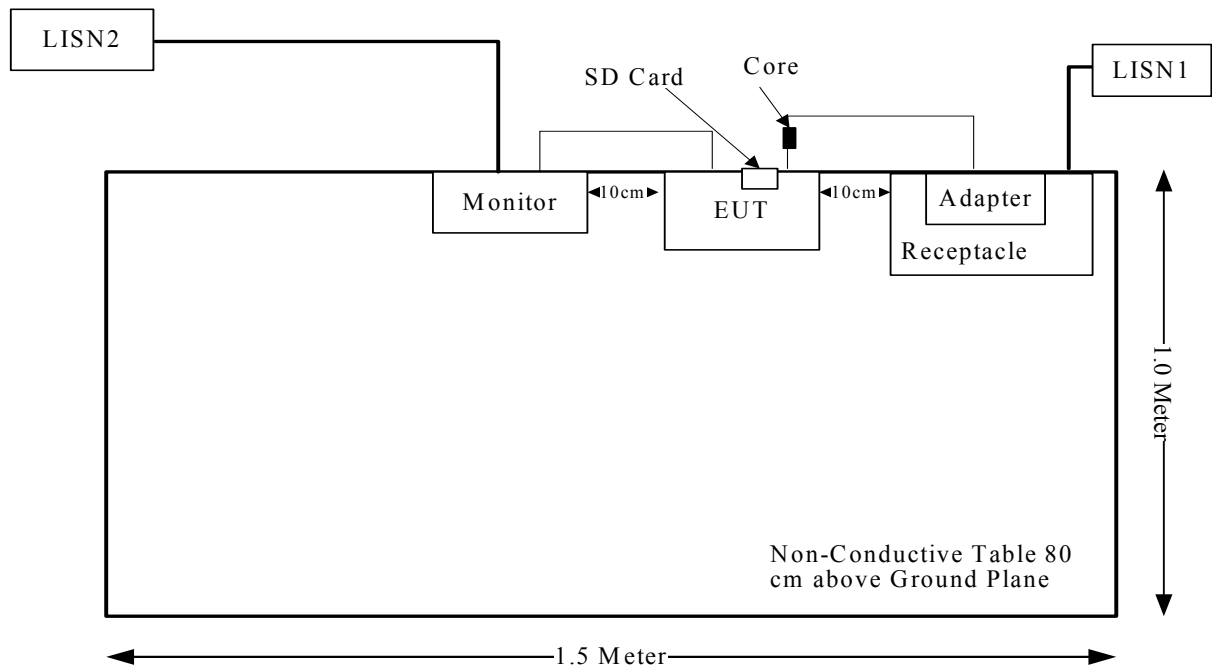 LISN2
LISN1
SD Card
Core
Monitor
10cm
EUT
10cm
Adapter
Receptacle
1.0 Meter
Non-Conductive Table 80
cm above Ground Plane
1.5 Meter